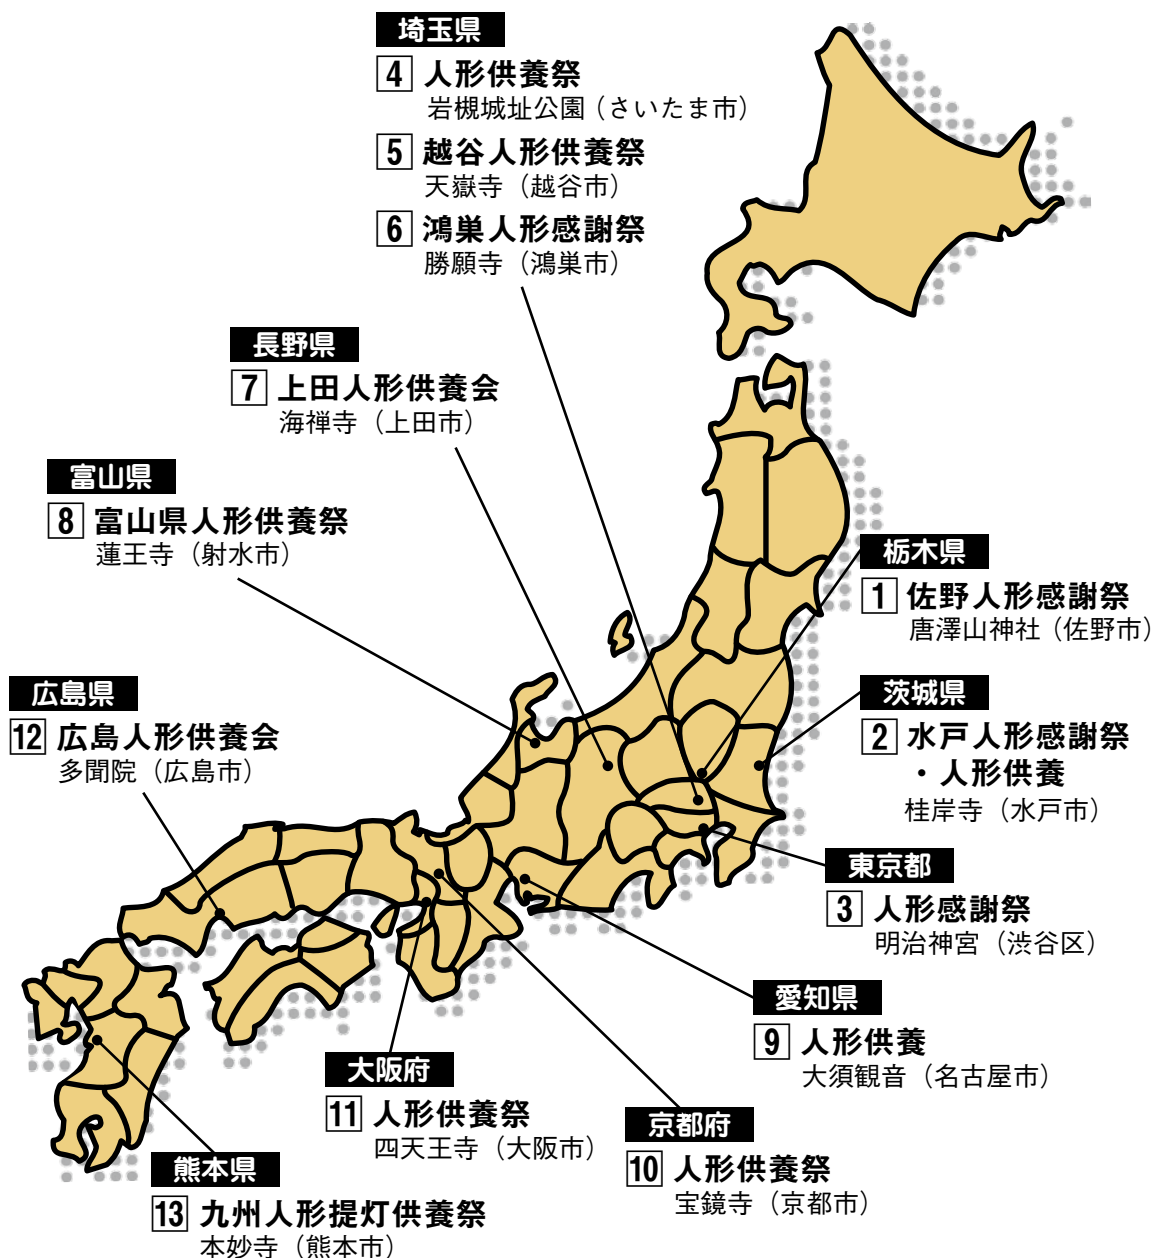 埼玉県
4 人形供養祭
岩槻城址公園（さいたま市）
5 越谷人形供養祭
天嶽寺（越谷市）
6 鴻巣人形感謝祭
勝願寺（鴻巣市）
長野県
7 上田人形供養会
海禅寺（上田市）
富山県
8 富山県人形供養祭
蓮王寺（射水市）
栃木県
1 佐野人形感謝祭
唐澤山神社（佐野市）
広島県
12 広島人形供養会
多聞院（広島市）
茨城県
2 水戸人形感謝祭
・人形供養
桂岸寺（水戸市）
東京都
3 人形感謝祭
明治神宮（渋谷区）
愛知県
9 人形供養
大須観音（名古屋市）
大阪府
11 人形供養祭
四天王寺（大阪市）
京都府
10 人形供養祭
宝鏡寺（京都市）
熊本県
13 九州人形提灯供養祭
本妙寺（熊本市）